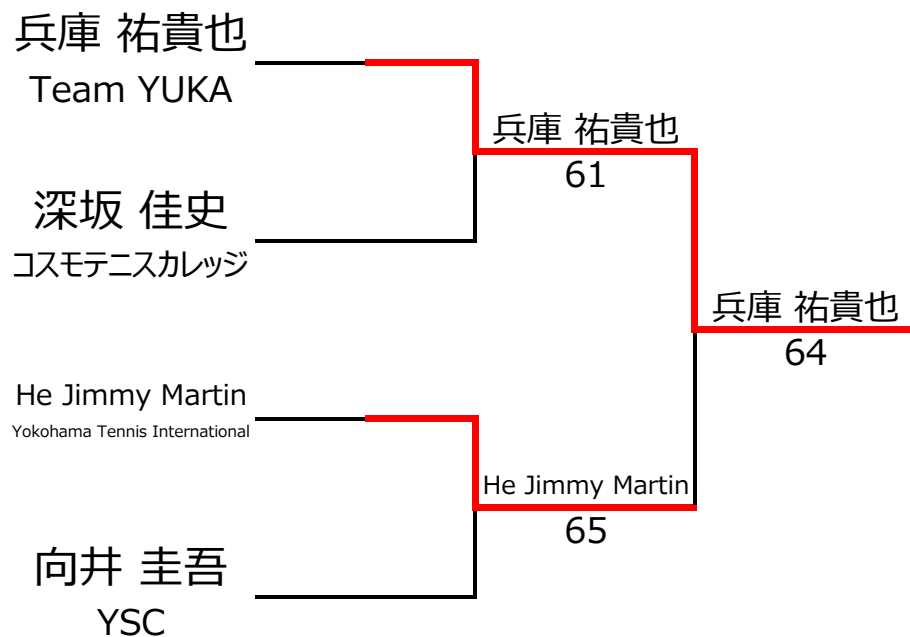 兵庫 祐貴也
Team YUKA
兵庫 祐貴也
61
深坂 佳史
コスモテニスカレッジ
兵庫 祐貴也
64
He Jimmy Martin
Yokohama Tennis International
He Jimmy Martin
65
向井 圭吾
YSC